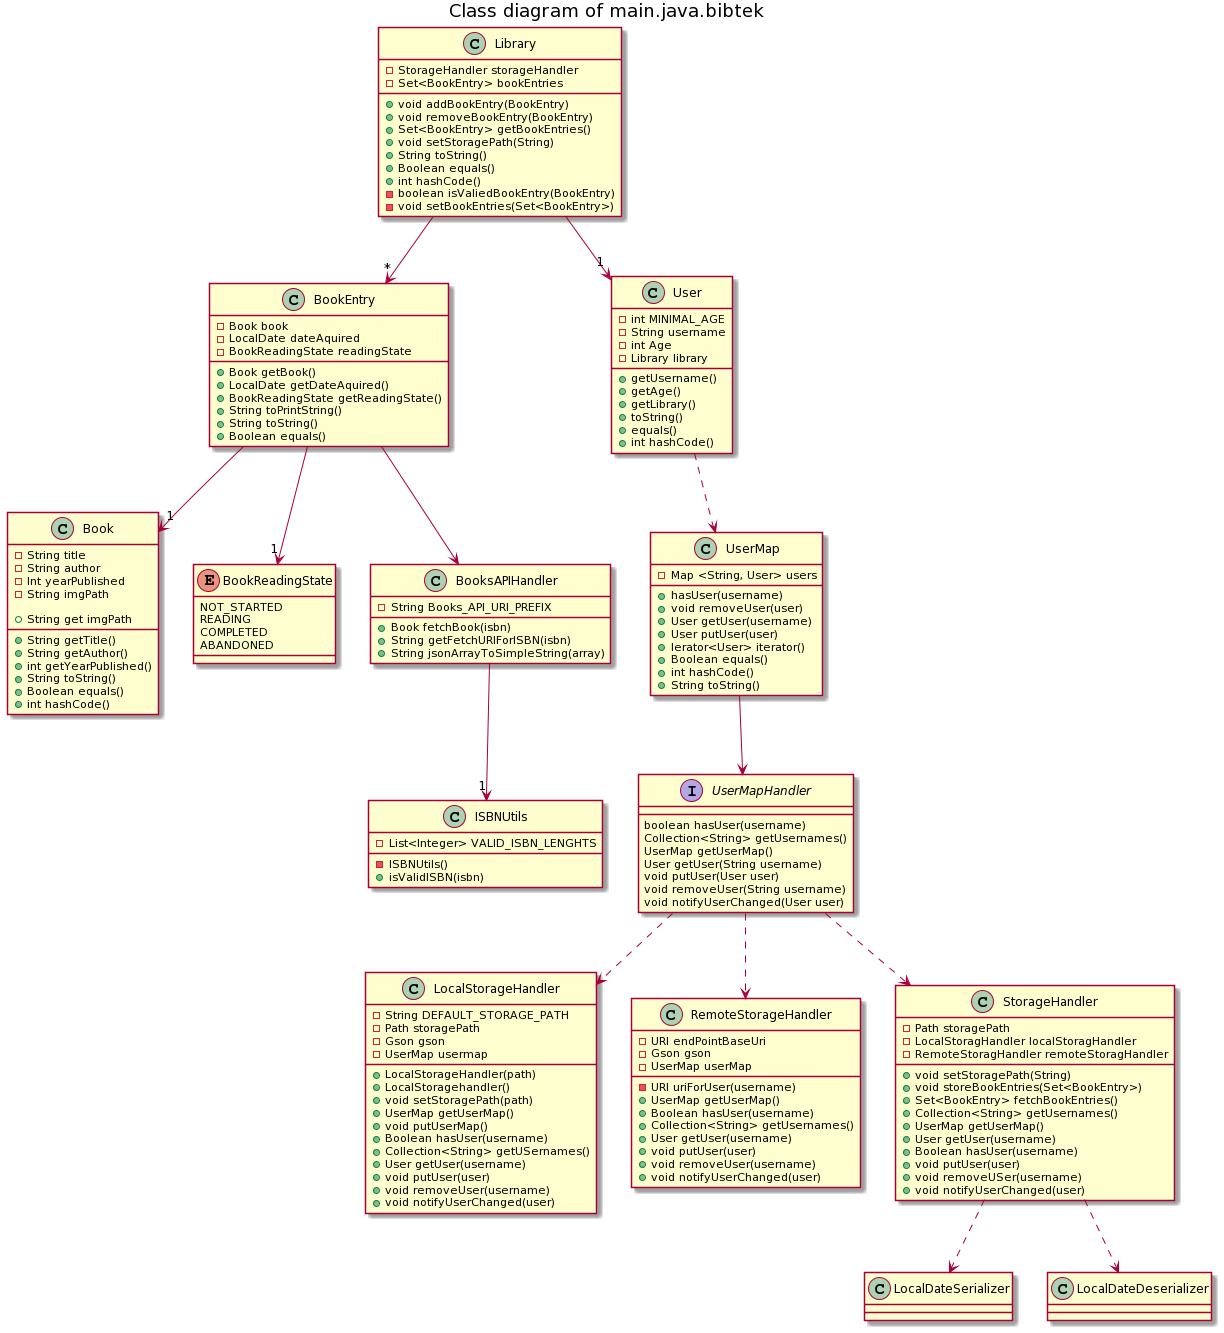 Class diagram of main.java.bibtek
C Library
StorageHandler storageHandler
Set<BookEntry> bookEntries
void addBookEntry(BookEntry)
void removeBookEntry(BookEntry)
Set<BookEntry> getBookEntries()
void setStoragePath(String)
String toString()
Boolean equals()
int hashCode()
boolean isValiedBookEntry(BookEntry)
void setBookEntries(Set<BookEntry>)
*
1
C BookEntry
Book book
LocalDate dateAquired
BookReadingState readingState
Book getBook()
LocalDate getDateAquired()
BookReadingState getReadingState()
String toPrintString()
String toString()
Boolean equals()
C User
int MINIMAL_AGE
String username
int Age
Library library
getUsername()
getAge()
getLibrary()
toString()
equals()
int hashCode()
1
1
C Book
String title
String author
Int yearPublished
String imgPath
String get imgPath
String getTitle()
String getAuthor()
int getYearPublished()
String toString()
Boolean equals()
int hashCode()
E BookReadingState
NOT_STARTED
READING
COMPLETED
ABANDONED
C BooksAPIHandler
String Books_API_URI_PREFIX
Book fetchBook(isbn)
String getFetchURIForISBN(isbn)
String jsonArrayToSimpleString(array)
C UserMap
Map <String, User> users
hasUser(username)
void removeUser(user)
User getUser(username)
User putUser(user)
Ierator<User> iterator()
Boolean equals()
int hashCode()
String toString()
1
C ISBNUtils
List<Integer> VALID_ISBN_LENGHTS
ISBNUtils()
isValidISBN(isbn)
I UserMapHandler
boolean hasUser(username)
Collection<String> getUsernames()
UserMap getUserMap()
User getUser(String username)
void putUser(User user)
void removeUser(String username)
void notifyUserChanged(User user)
C LocalStorageHandler
String DEFAULT_STORAGE_PATH
Path storagePath
Gson gson
UserMap usermap
LocalStorageHandler(path)
LocalStoragehandler()
void setStoragePath(path)
UserMap getUserMap()
void putUserMap()
Boolean hasUser(username)
Collection<String> getUSernames()
User getUser(username)
void putUser(user)
void removeUser(username)
void notifyUserChanged(user)
C RemoteStorageHandler
URI endPointBaseUri
Gson gson
UserMap userMap
URI uriForUser(username)
UserMap getUserMap()
Boolean hasUser(username)
Collection<String> getUsernames()
User getUser(username)
void putUser(user)
void removeUser(username)
void notifyUserChanged(user)
C StorageHandler
Path storagePath
LocalStoragHandler localStoragHandler
RemoteStoragHandler remoteStoragHandler
void setStoragePath(String)
void storeBookEntries(Set<BookEntry>)
Set<BookEntry> fetchBookEntries()
Collection<String> getUsernames()
UserMap getUserMap()
User getUser(username)
Boolean hasUser(username)
void putUser(user)
void removeUSer(username)
void notifyUserChanged(user)
C LocalDateSerializer
C LocalDateDeserializer